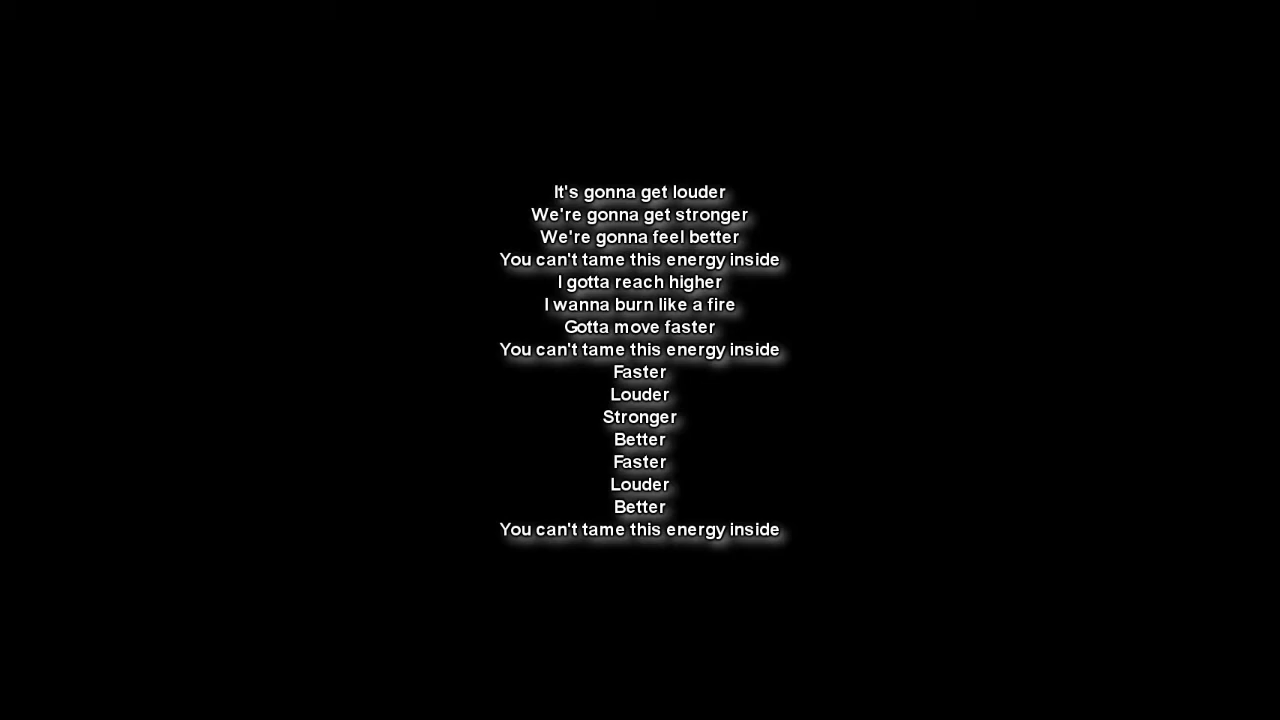 It's gonna get louder
We're gonna get stronger
We're gonna feel better
You can't tame this energy inside
I gotta reach higher
I wanna burn like a fire
Gotta move faster
You can't tame this energy inside
Faster
Louder
Stronger
Better
Faster
Louder
Better
You can't tame this energy inside